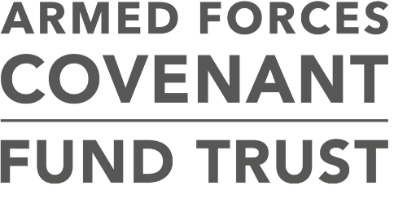 ARMED FORCES
COVENANT
FUND TRUST